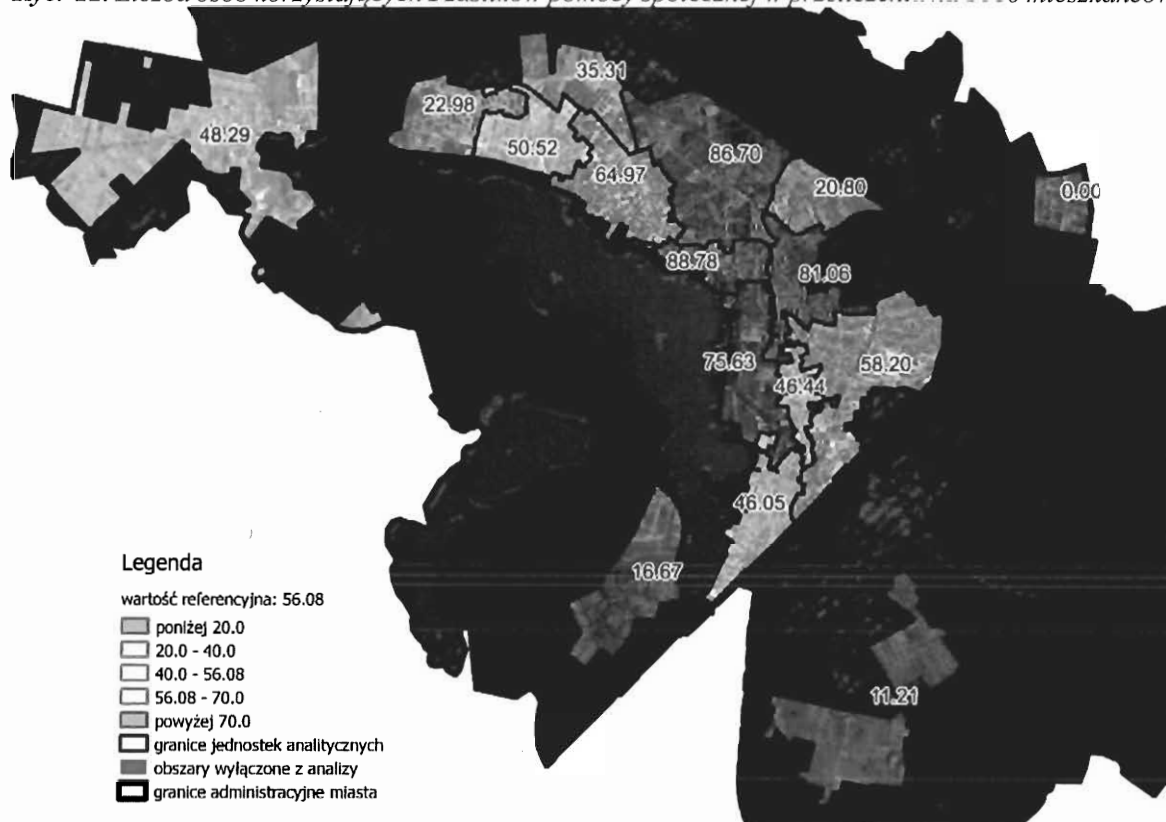 48.29
22.98
35.31
50.52
64.97
86.70
20.80
0.00
88.78
81.06
75.63
58.20
46.44
46.05
16.67
11.21
Legenda
wartość referencyjna: 56.08
poniżej 20.0
20.0 - 40.0
40.0 - 56.08
56.08 - 70.0
powyżej 70.0
granice jednostek analitycznych
obszary wyłączone z analizy
granice administracyjne miasta